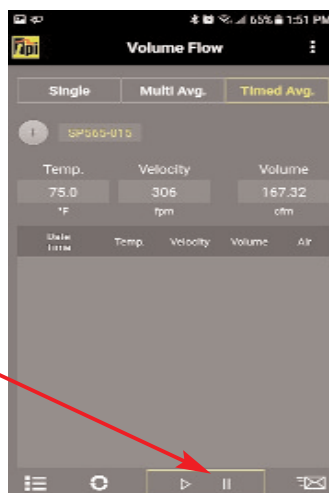 65% 1:51 PM
tpi Volume Flow
Single Multi Avg. Timed Avg.
SP565-015
Temp. Velocity Volume
75.0 306 167.32
°F fpm cfm
Date Temp. Velocity Volume Air
Time